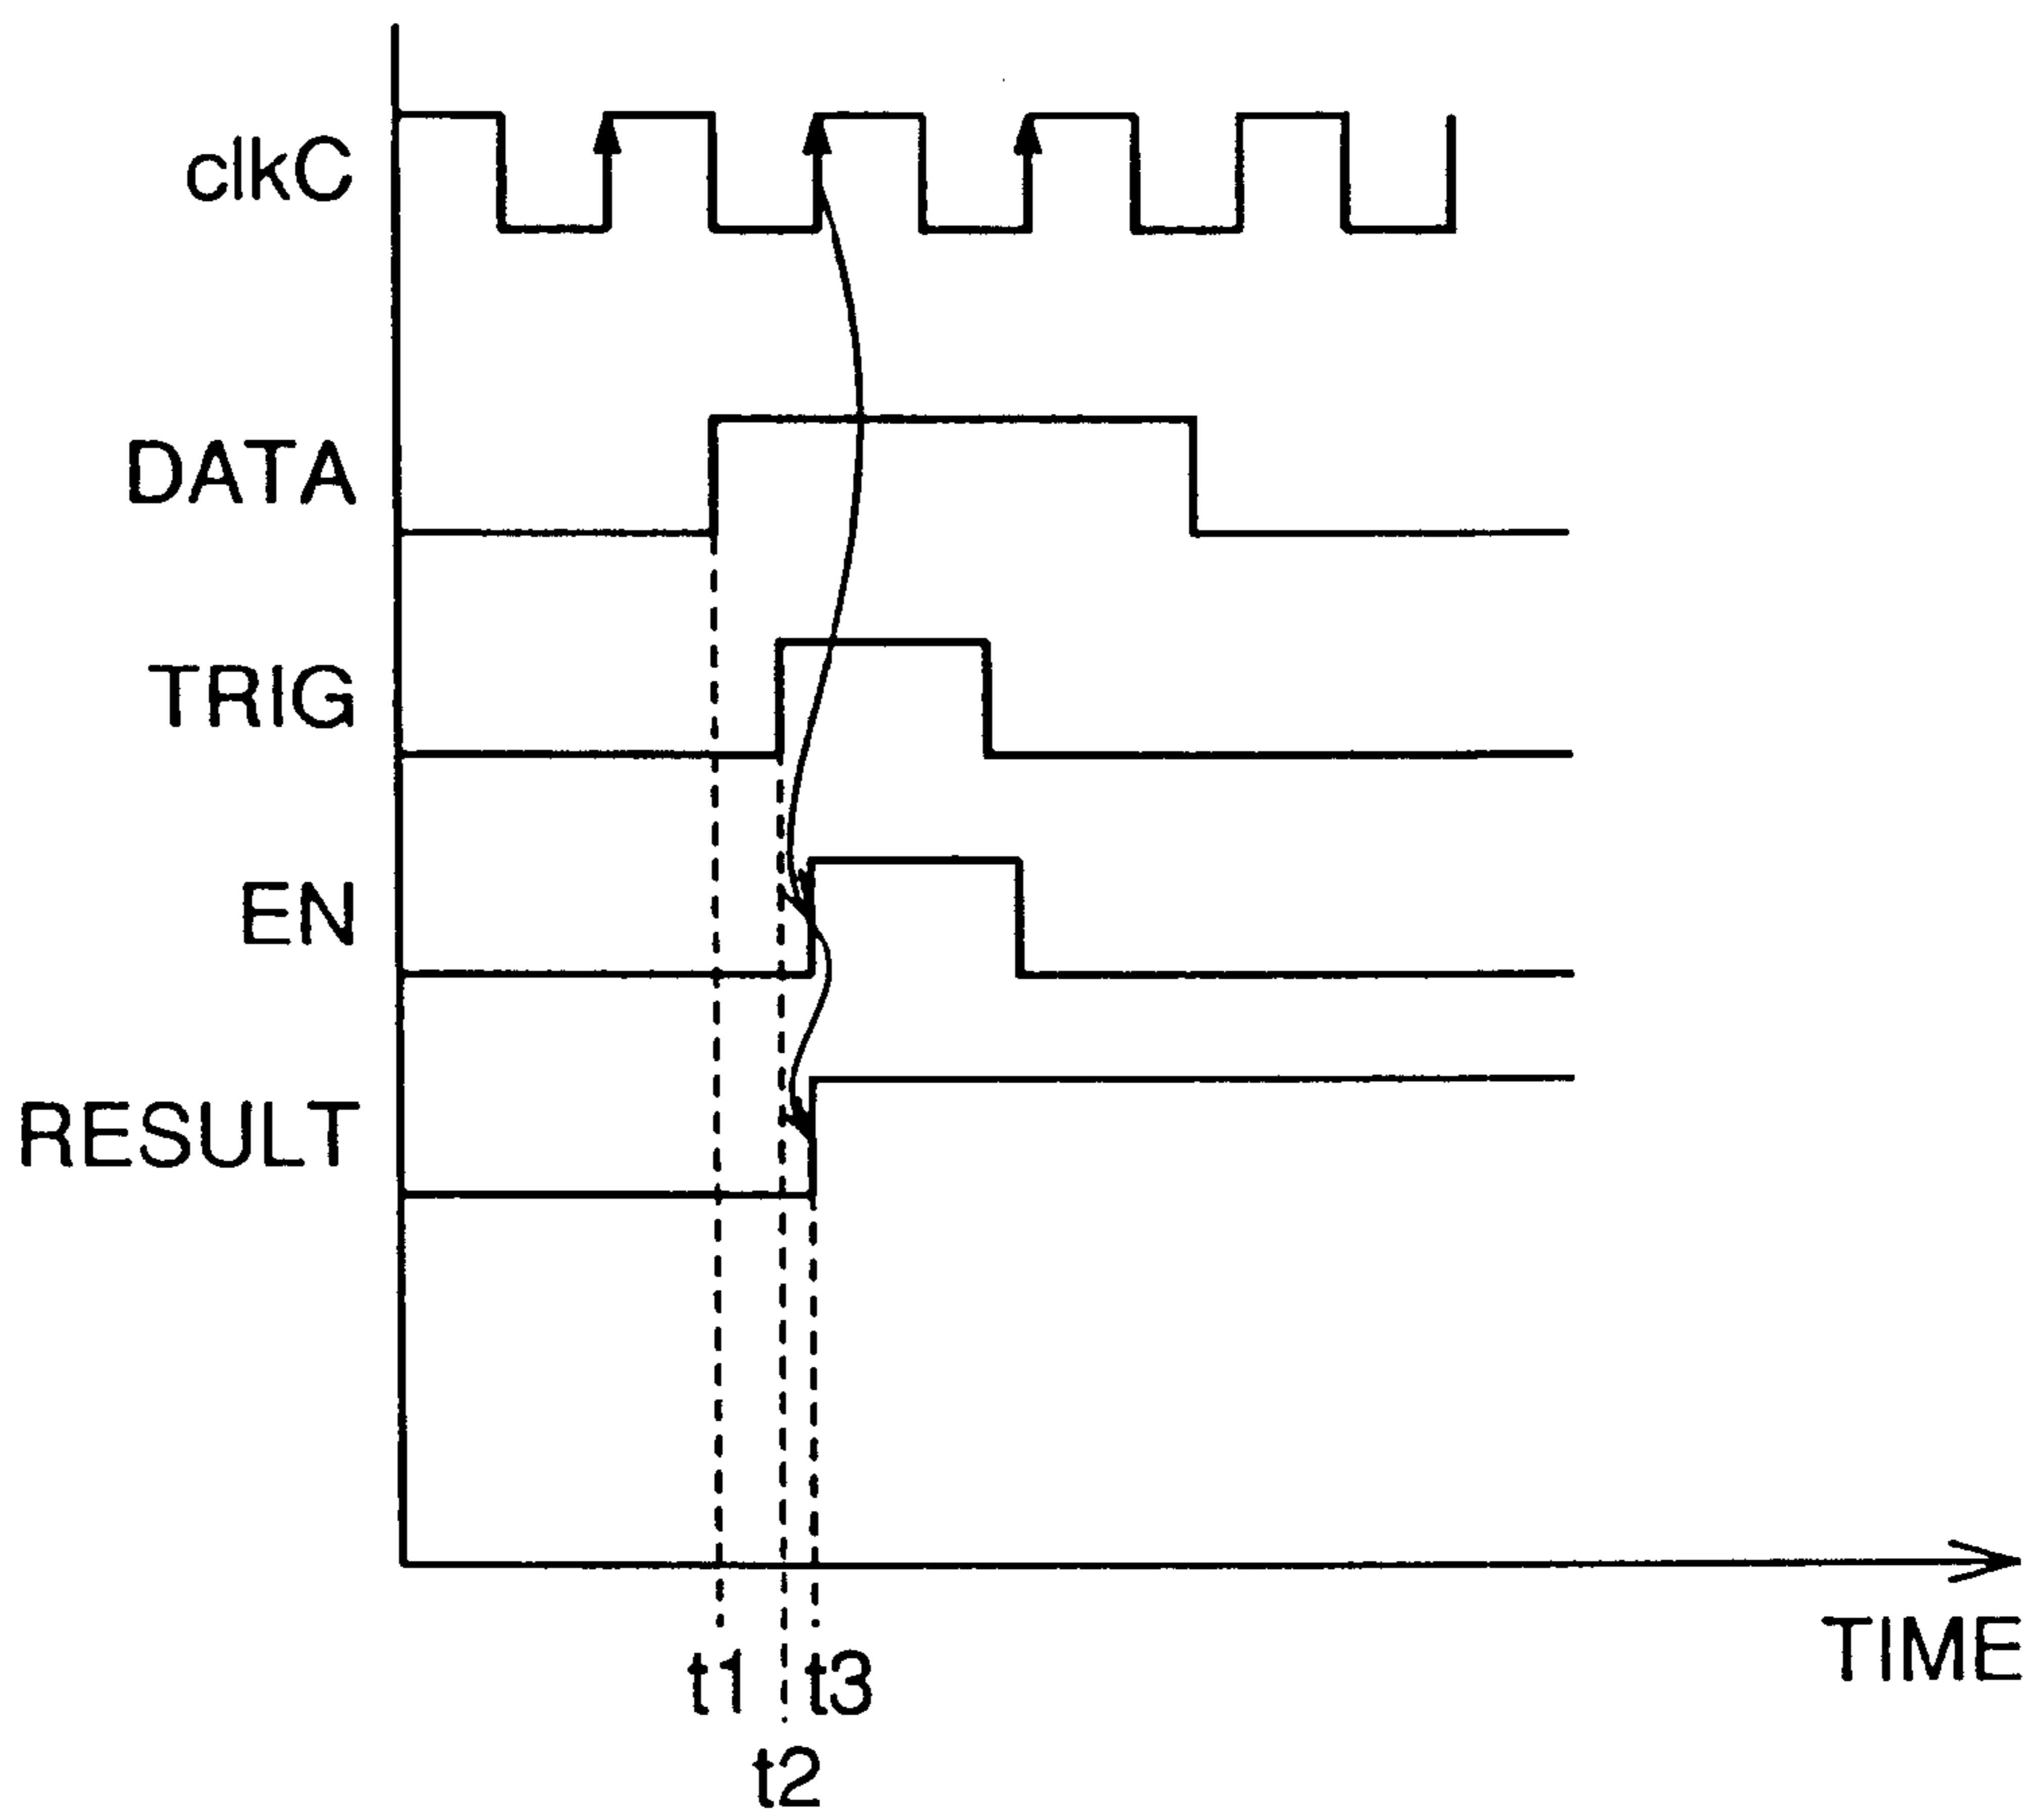 clkC
DATA
TRIG
EN
RESULT
TIME
t1 t3
t2